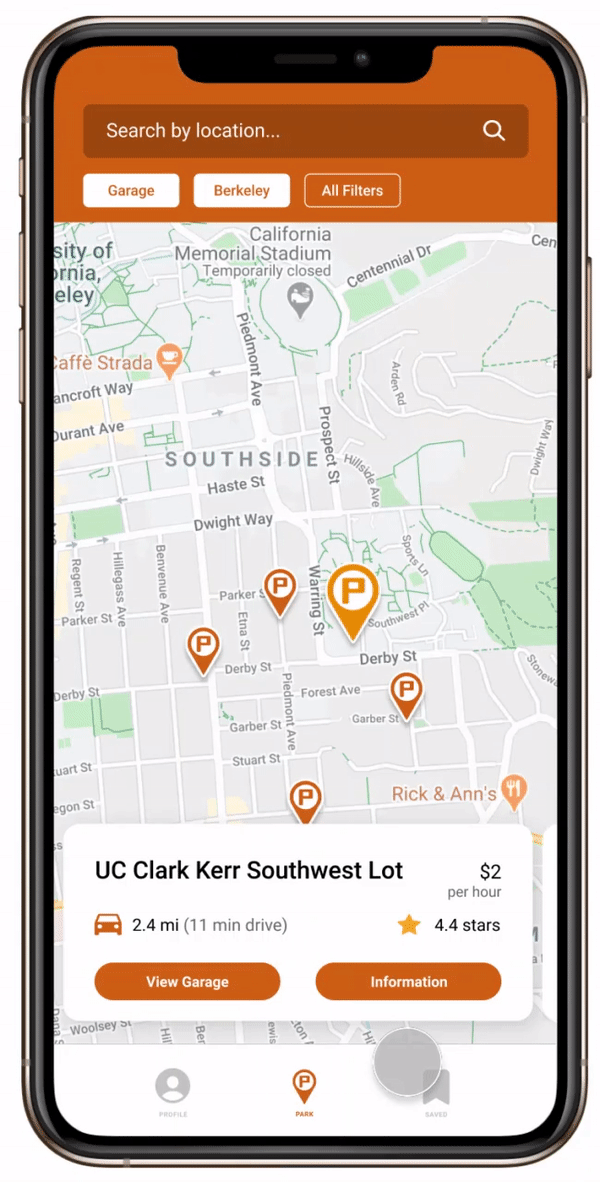 Search by location...
Garage
Berkeley
All Filters
sity of
ornia,
eley
California
Memorial Stadium
Temporarily closed
Centennial Dr
Cen
Caffè Strada
Piedmont Ave
ancroft Way
Arden Rd
Durant Ave
Prospect St
SOUTHSIDE
Hillside Ave
Dwight Way
Haste St
Dwight Way
Regent St
Hillegass Ave
Benvenue Ave
Sports Ln
Parker S
P
P
Warring St
Parker St
Etna St
Southwest Pl
P
Derby St
Derby St
Stonew
Derby St
Piedmont Ave
Forest Ave
P
Garber St
Garber St
Stuart St
uart St
P
Rick & Ann's
egon St
UC Clark Kerr Southwest Lot
$2
per hour
2.4 mi (11 min drive)
4.4 stars
View Garage
Information
Woolsey St
PROFILE
P
PARK
SAVED